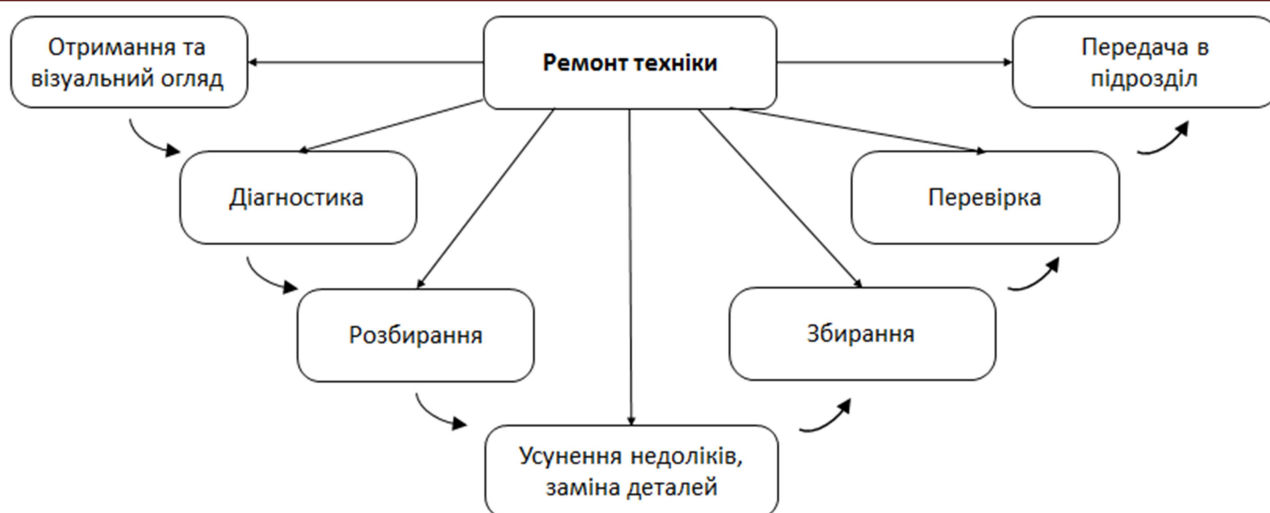 Отримання та
візуальний огляд
Ремонт техніки
Передача в
підрозділ
Діагностика
Перевірка
Розбирання
Збирання
Усунення недоліків,
заміна деталей